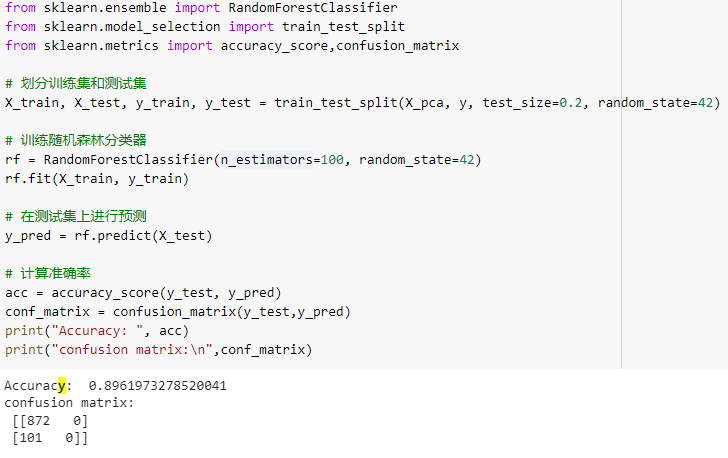 from sklearn.ensemble import RandomForestClassifier
from sklearn.model_selection import train_test_split
from sklearn.metrics import accuracy_score,confusion_matrix
# 划分训练集和测试集
X_train, X_test, y_train, y_test = train_test_split(X_pca, y, test_size=0.2, random_state=42)
# 训练随机森林分类器
rf = RandomForestClassifier(n_estimators=100, random_state=42)
rf.fit(X_train, y_train)
# 在测试集上进行预测
y_pred = rf.predict(X_test)
# 计算准确率
acc = accuracy_score(y_test, y_pred)
conf_matrix = confusion_matrix(y_test,y_pred)
print("Accuracy: ", acc)
print("confusion matrix:\n",conf_matrix)
Accuracy:  0.8961973278520041
confusion matrix:
 [[872   0]
 [101   0]]